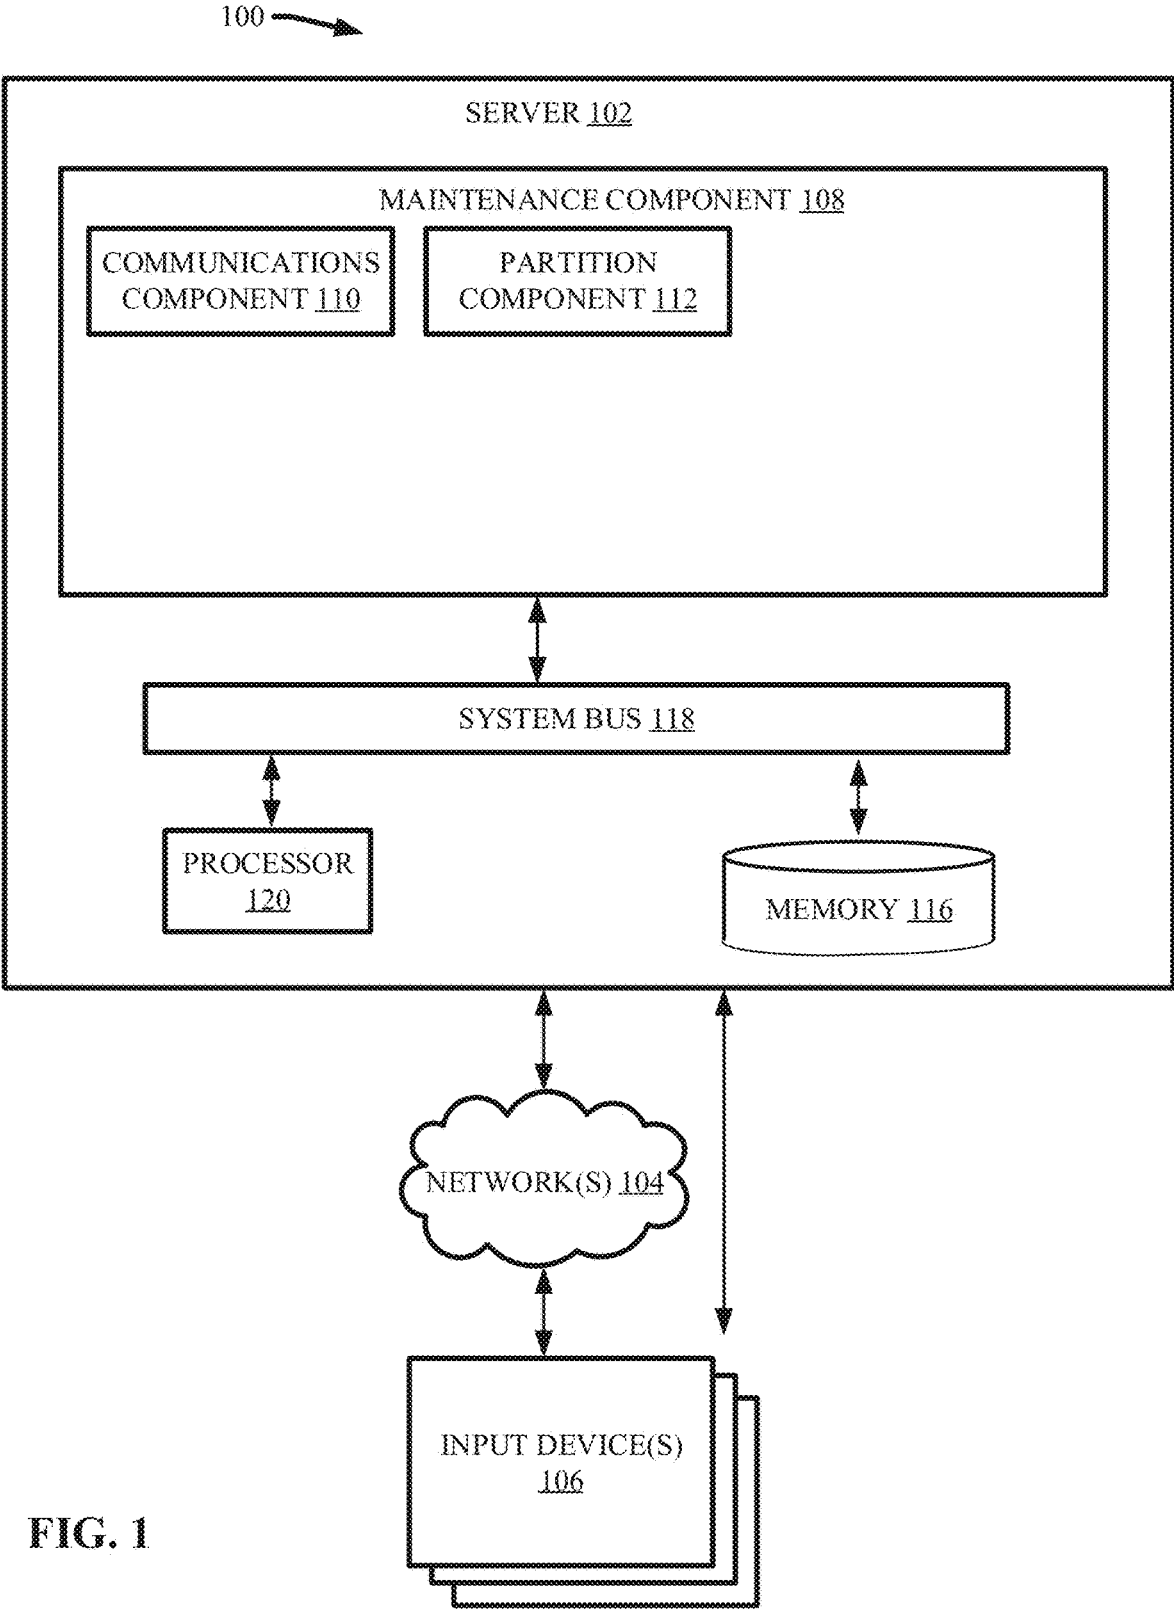 100
SERVER 102
MAINTENANCE COMPONENT 108
COMMUNICATIONS
COMPONENT 110
PARTITION
COMPONENT 112
SYSTEM BUS 118
PROCESSOR
120
MEMORY 116
NETWORK(S) 104
INPUT DEVICE(S)
106
FIG. 1